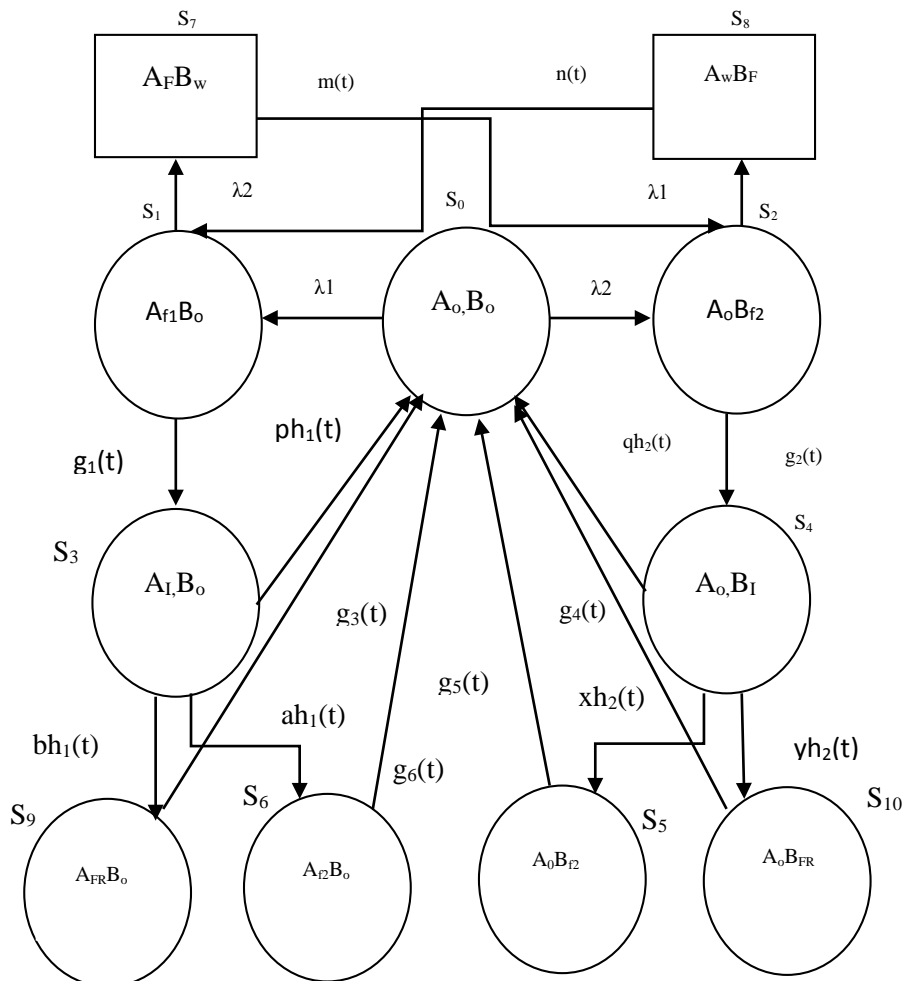 S7 S8
AFBw m(t) n(t) AwBF
λ2 S0 λ1
S1 S2
Af1Bo λ1 Ao,Bo λ2 AoBf2
g1(t) ph1(t) qh2(t) g2(t)
S3 S4
AI,Bo g3(t) g4(t) Ao,BI
g5(t)
bh1(t) ah1(t) xh2(t) yh2(t)
g6(t)
S9 S6 S5 S10
AFRBo Af2Bo A0Bf2 AoBFR